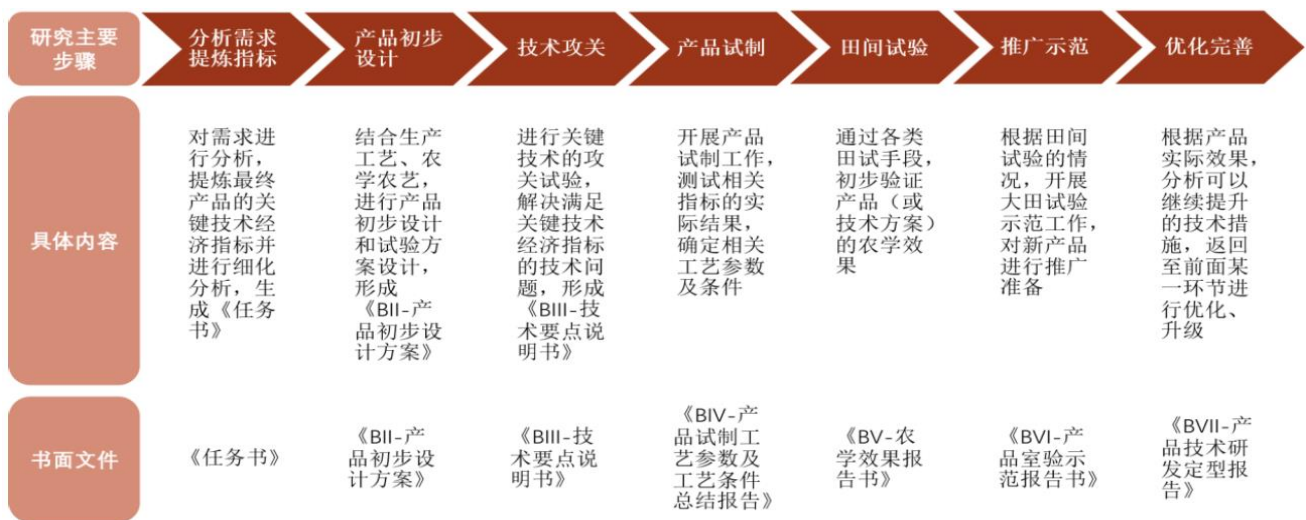 研究主要
步骤
分析需求
提炼指标
产品初步
设计
技术攻关
产品试制
田间试验
推广示范
优化完善
具体内容
对需求进
行分析，
提炼最终
产品的关
键技术经
济指标并
进行细化
分析，生
成《任务
书》
结合生产
工艺、农
学农艺，
进行产品
初步设计
和试验方
案设计，
形成
《BII-产
品初步设
计方案》
进行关键
技术的攻
关试验，
解决满足
关键技术
经济指标
的技术问
题，形成
《BIII-技
术要点说
明书》
开展产品
试制工作，
测试相关
指标的实
际结果，
确定相关
工艺参数
及条件
通过各类
田试手段，
初步验证
产品（或
技术方案）
的农学效
果
根据田间
试验的情
况，开展
大田试验
示范工作，
对新产品
进行推广
准备
根据产品
实际效果，
分析可以
继续提升
的技术措
施，返回
至前面某
一环节进
行优化、
升级
书面文件
《任务书》
《BII-产
品初步设
计方案》
《BIII-技
术要点说
明书》
《BIV-产
品试制工
艺参数及
工艺条件
总结报告》
《BV-农
学效果报
告书》
《BVI-产
品室验示
范报告书》
《BVII-产
品技术研
发定型报
告》